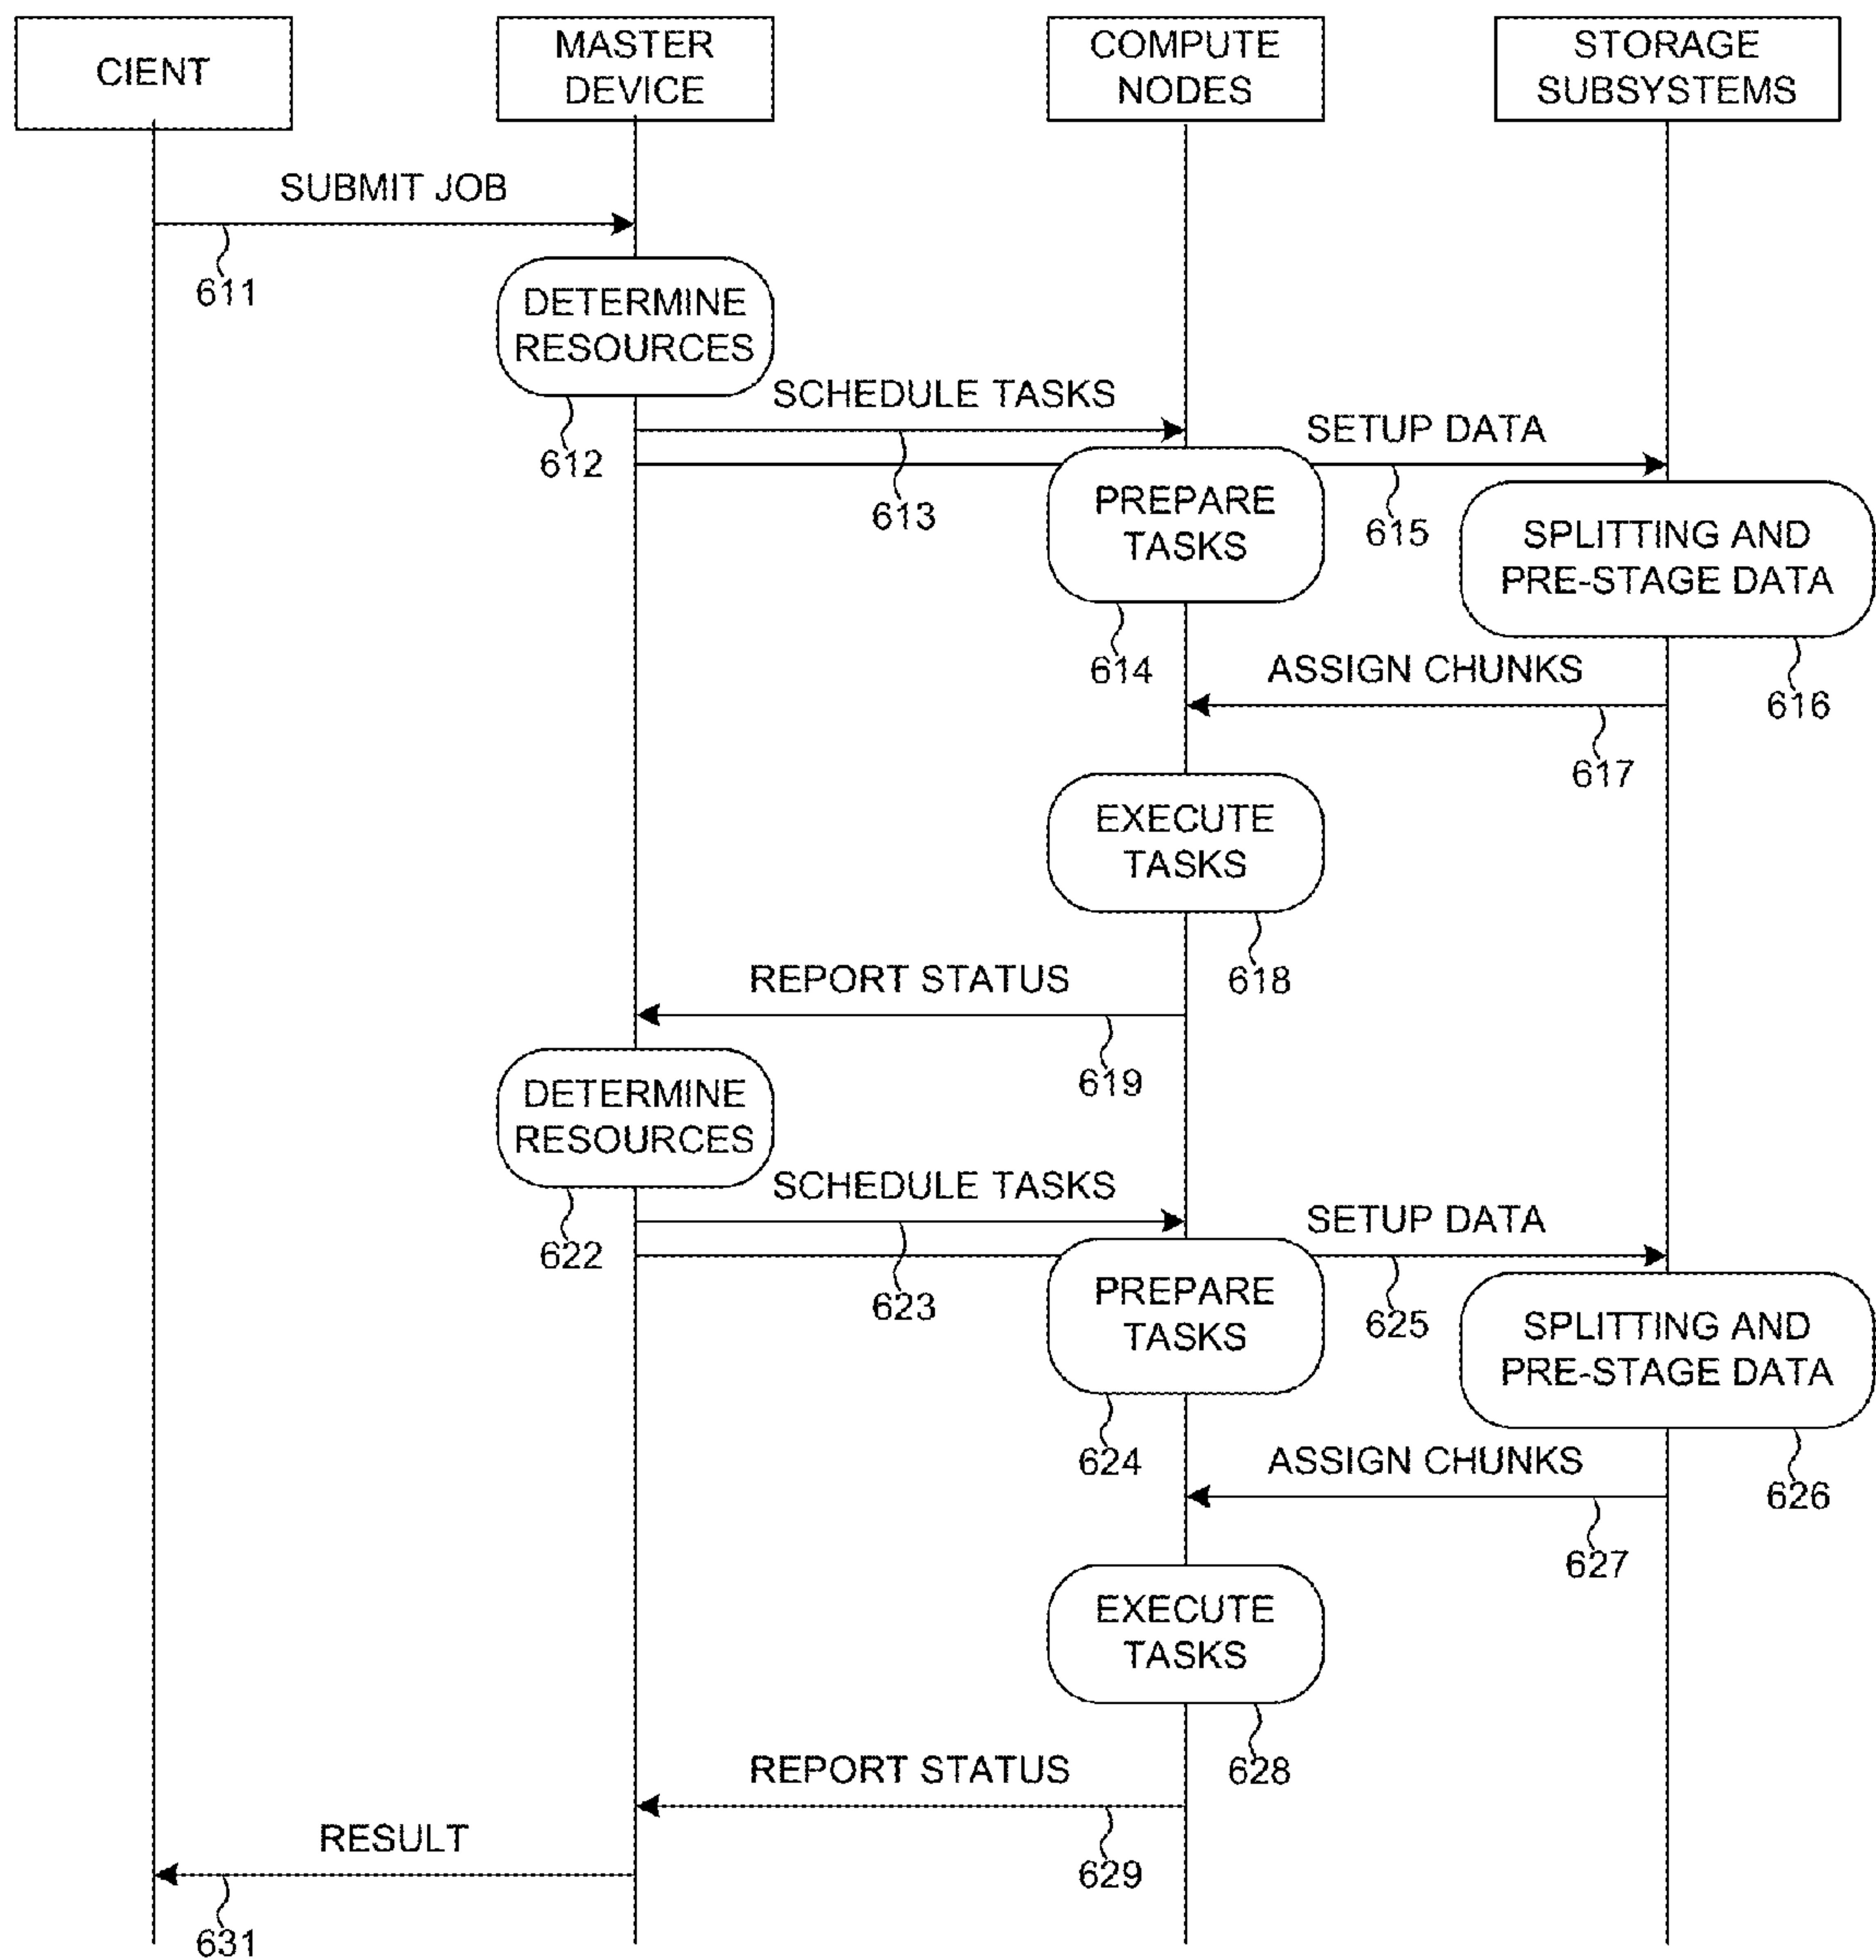 CIENT
MASTER
DEVICE
COMPUTE
NODES
STORAGE
SUBSYSTEMS
SUBMIT JOB
611
DETERMINE
RESOURCES
612
SCHEDULE TASKS
613
SETUP DATA
615
PREPARE
TASKS
614
SPLITTING AND
PRE-STAGE DATA
616
ASSIGN CHUNKS
617
EXECUTE
TASKS
618
REPORT STATUS
619
DETERMINE
RESOURCES
622
SCHEDULE TASKS
623
SETUP DATA
625
PREPARE
TASKS
624
SPLITTING AND
PRE-STAGE DATA
626
ASSIGN CHUNKS
627
EXECUTE
TASKS
628
REPORT STATUS
629
RESULT
631